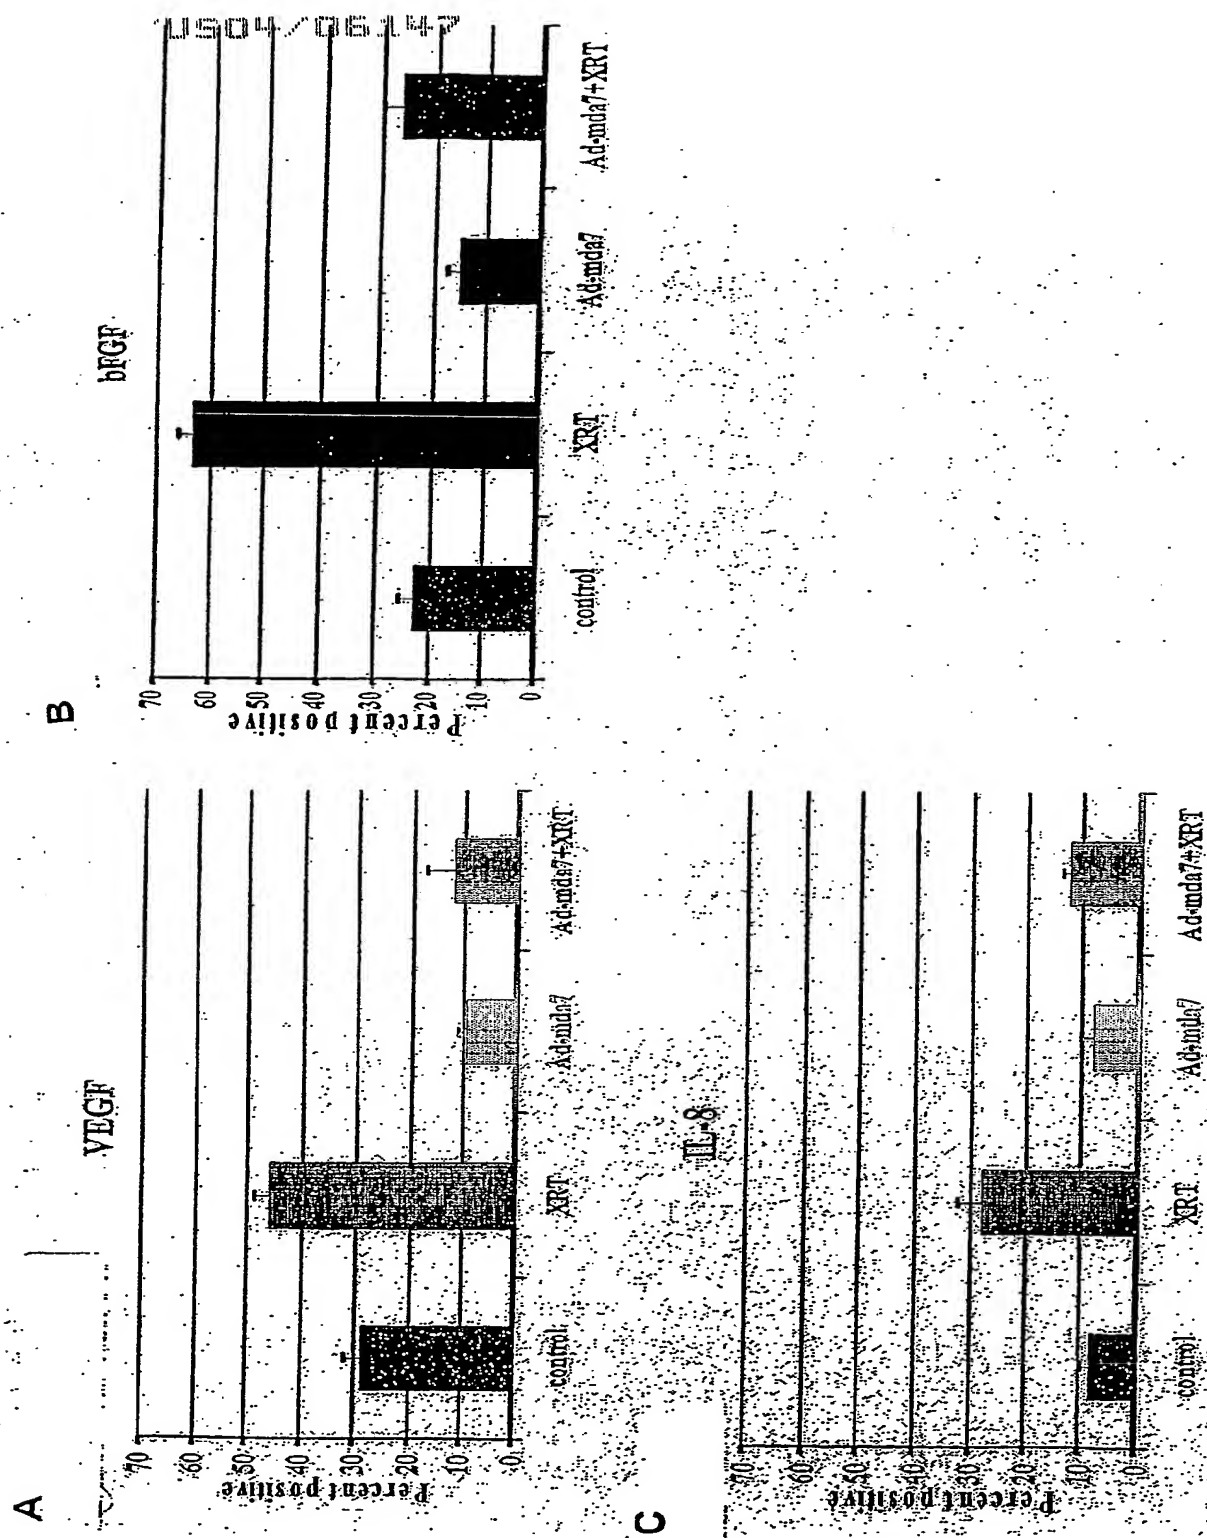 US04/06147
A
VEGF
Percent positive
70
60
50
40
30
20
10
0
control
XRT
Ad-mda7
Ad-mda7+XRT
B
bFGF
Percent positive
70
60
50
40
30
20
10
0
control
XRT
Ad-mda7
Ad-mda7+XRT
C
IL-8
Percent positive
70
60
50
40
30
20
10
0
control
XRT
Ad-mda7
Ad-mda7+XRT